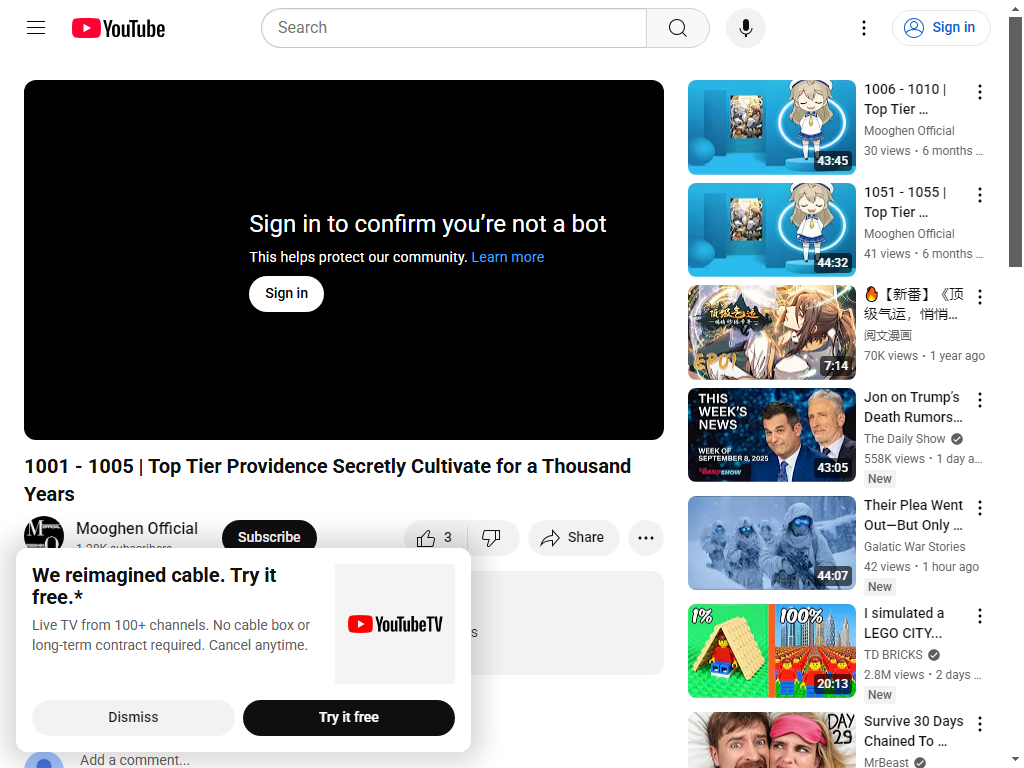 YouTube
Search
Sign in
Sign in to confirm you're not a bot
This helps protect our community. Learn more
Sign in
1001 - 1005 | Top Tier Providence Secretly Cultivate for a Thousand
Years
Mooghen Official
Subscribe
3
Share
We reimagined cable. Try it
free.*
Live TV from 100+ channels. No cable box or
long-term contract required. Cancel anytime.
YouTubeTV
Dismiss
Try it free
Add a comment...
43:45
1006 - 1010 |
Top Tier ...
Mooghen Official
30 views • 6 months ...
44:32
1051 - 1055 |
Top Tier ...
Mooghen Official
41 views • 6 months ...
顶级气运
EP01
7:14
🔥【新番】《顶
级气运，悄悄...
阅文漫画
70K views • 1 year ago
THIS
WEEK'S
NEWS
WEEK OF
SEPTEMBER 8, 2025
THE DAILY SHOW
43:05
Jon on Trump's
Death Rumors...
The Daily Show
558K views • 1 day a...
New
44:07
Their Plea Went
Out—But Only ...
Galatic War Stories
42 views • 1 hour ago
New
1%
100%
20:13
I simulated a
LEGO CITY...
TD BRICKS
2.8M views • 2 days ...
New
DAY
29
Survive 30 Days
Chained To ...
MrBeast